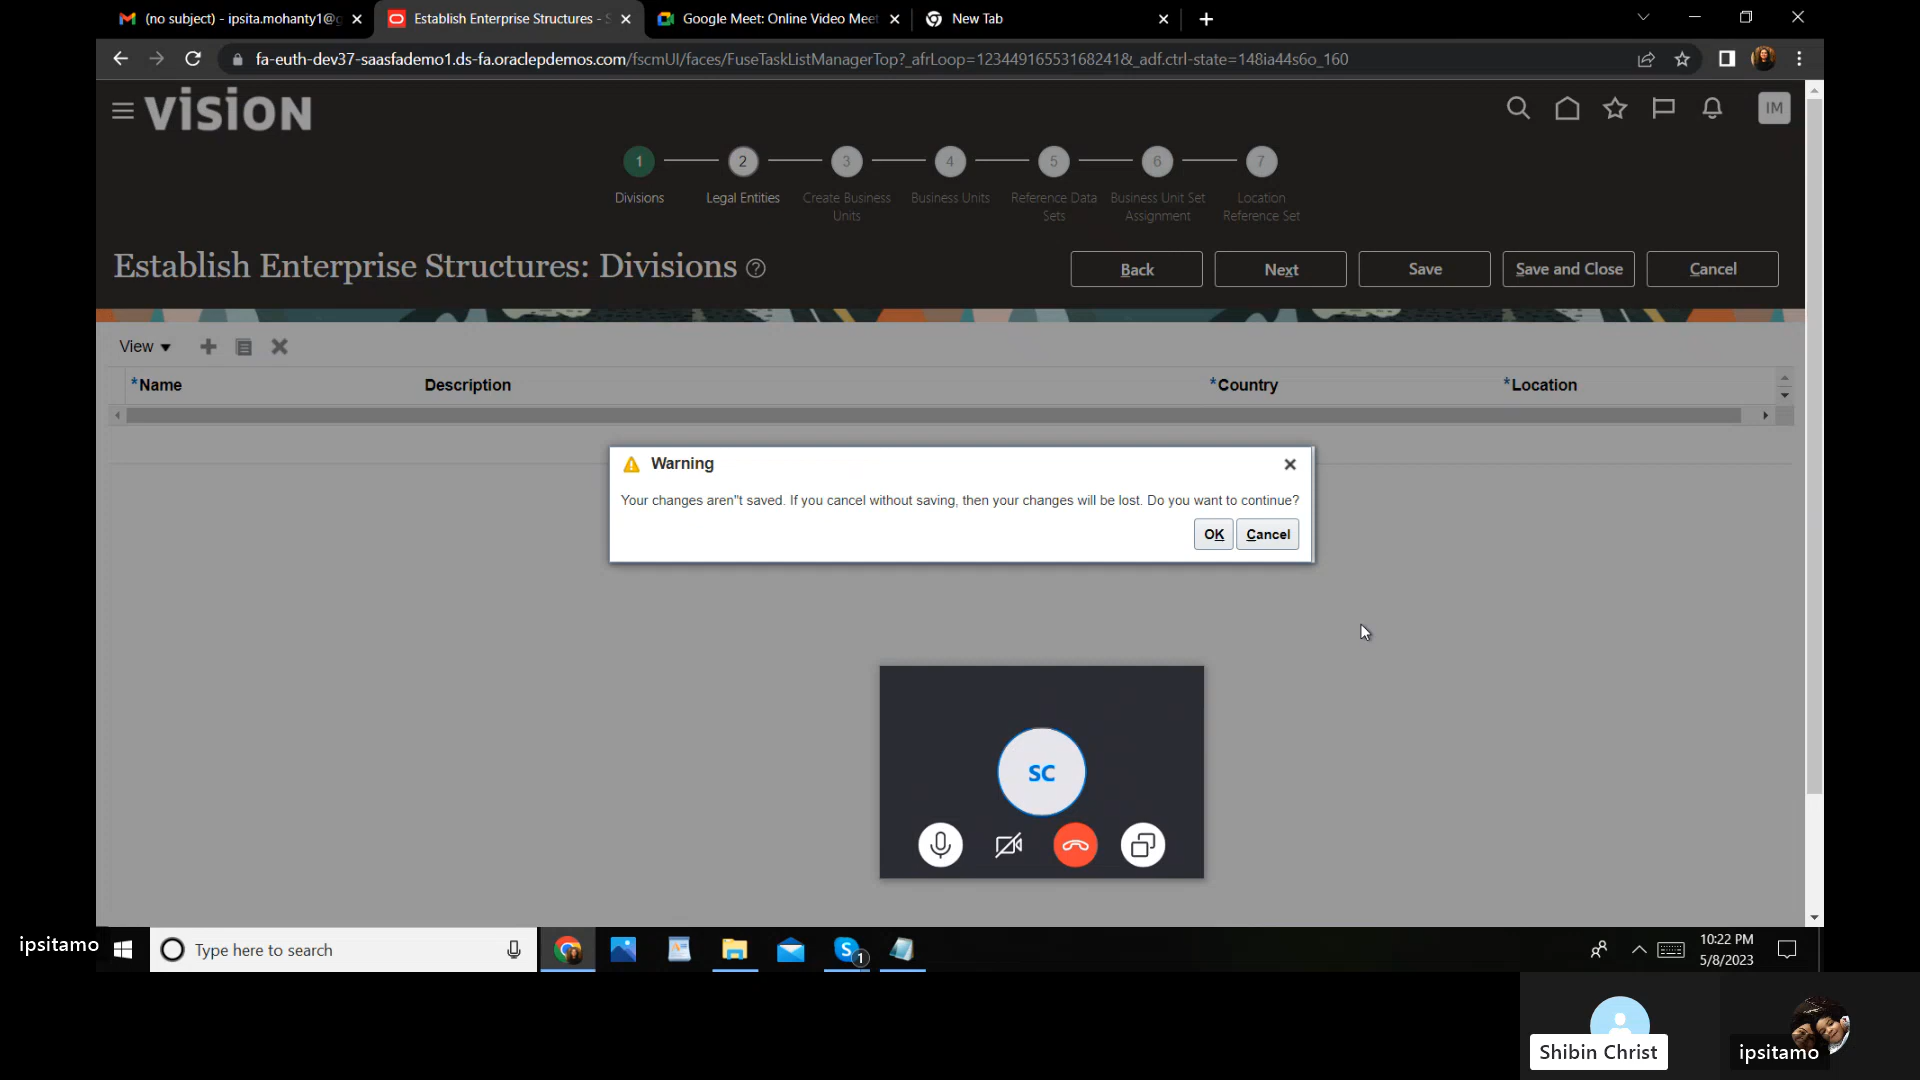 (no subject) - ipsita.mohanty1@g
Establish Enterprise Structures - S
Google Meet: Online Video Meet
New Tab
fa-euth-dev37-saasfademo1.ds-fa.oraclepdemos.com/fscmUI/faces/FuseTaskListManagerTop?_afrLoop=123449165531682418&_adf.ctrl-state=148ia44s6o_160
VISION
IM
1
2
3
4
5
6
7
Divisions
Legal Entities
Create Business
Units
Business Units
Reference Data
Sets
Business Unit Set
Assignment
Location
Reference Set
Establish Enterprise Structures: Divisions
Back
Next
Save
Save and Close
Cancel
View
*Name
Description
*Country
*Location
Warning
Your changes aren"t saved. If you cancel without saving, then your changes will be lost. Do you want to continue?
OK
Cancel
SC
ipsitamo
Type here to search
1
10:22 PM
5/8/2023
Shibin Christ
ipsitamo